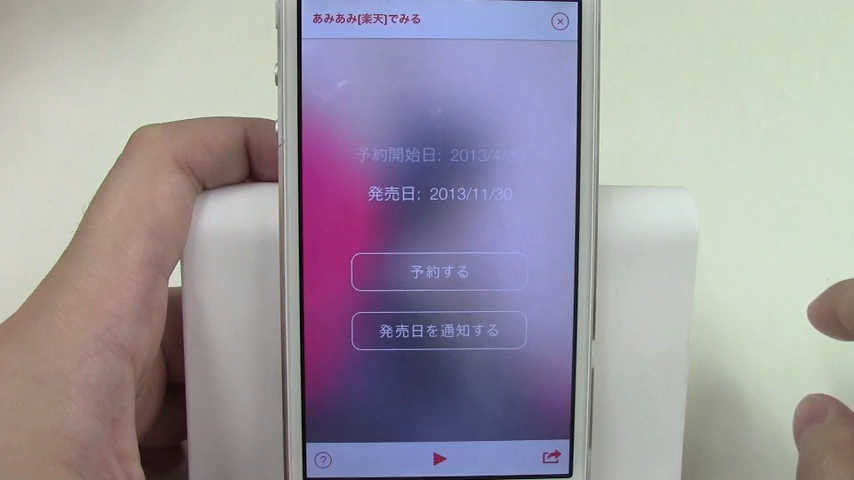 あみあみ[楽天]でみる
予約開始日: 2013/4/30
発売日: 2013/11/30
予約する
発売日を通知する
?